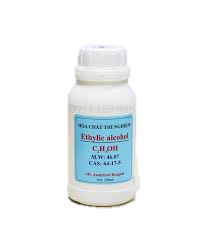 HÓA CHẤT THÍ NGHIỆM
Ethylic alcohol
C₂H₅OH
M.W: 46.07
CAS: 64-17-5
AR: Analytical Reagent